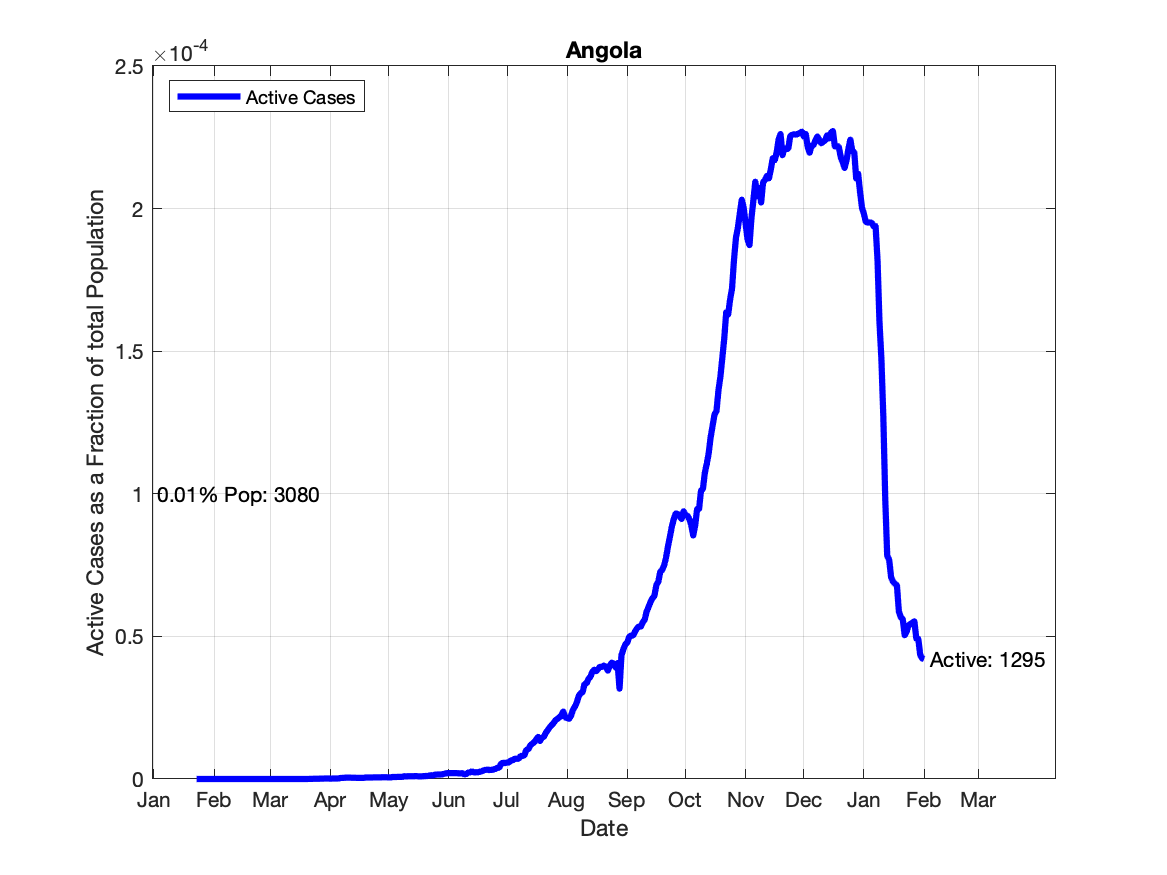 Angola
×10⁻⁴
Active Cases
2.5
2
1.5
1
0.5
0
Active Cases as a Fraction of total Population
0.01% Pop: 3080
Active: 1295
Jan Feb Mar Apr May Jun Jul Aug Sep Oct Nov Dec Jan Feb Mar
Date